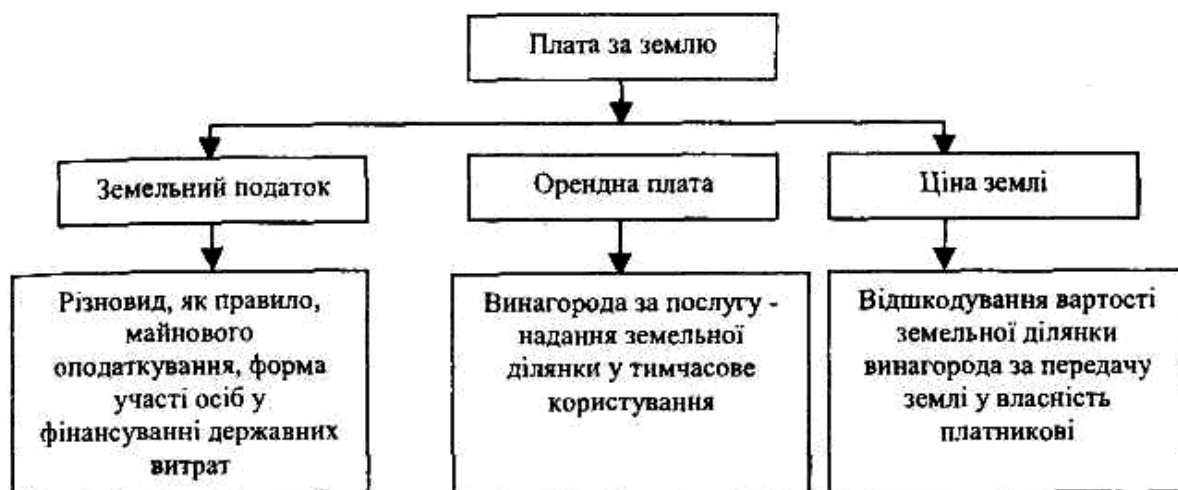 Плата за землю
Земельний податок
Орендна плата
Ціна землі
Різновид, як правило,
майнового
оподаткування, форма
участі осіб у
фінансуванні державних
витрат
Винагорода за послугу -
надання земельної
ділянки у тимчасове
користування
Відшкодування вартості
земельної ділянки
винагорода за передачу
землі у власність
платникові